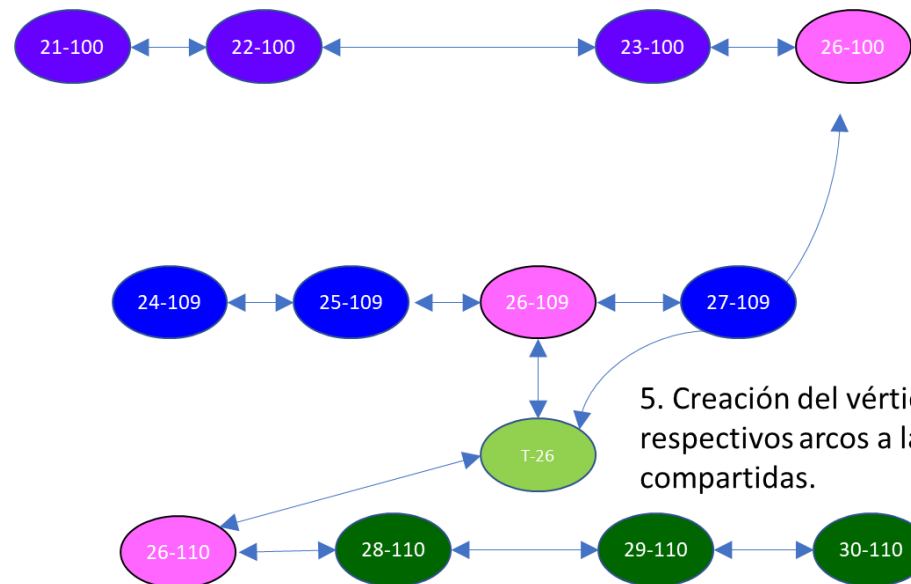 21-100 22-100 23-100 26-100
24-109 25-109 26-109 27-109
5. Creación del vérti
respectivos arcos a la
compartidas.
T-26
26-110 28-110 29-110 30-110